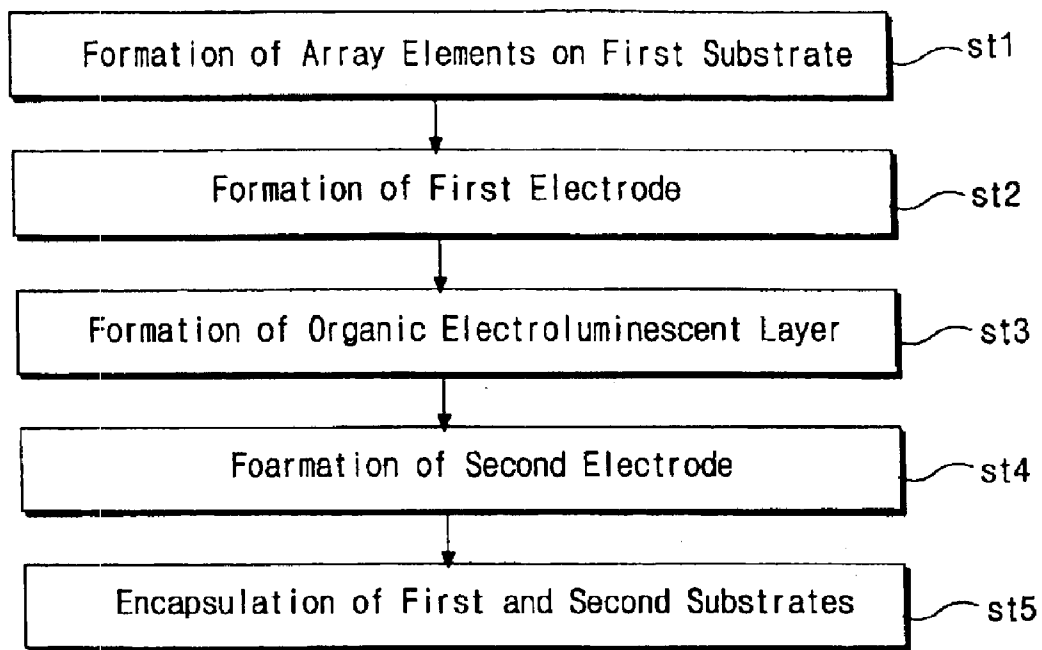 Formation of Array Elements on First Substrate
st1
Formation of First Electrode
st2
Formation of Organic Electroluminescent Layer
st3
Foarmation of Second Electrode
st4
Encapsulation of First and Second Substrates
st5